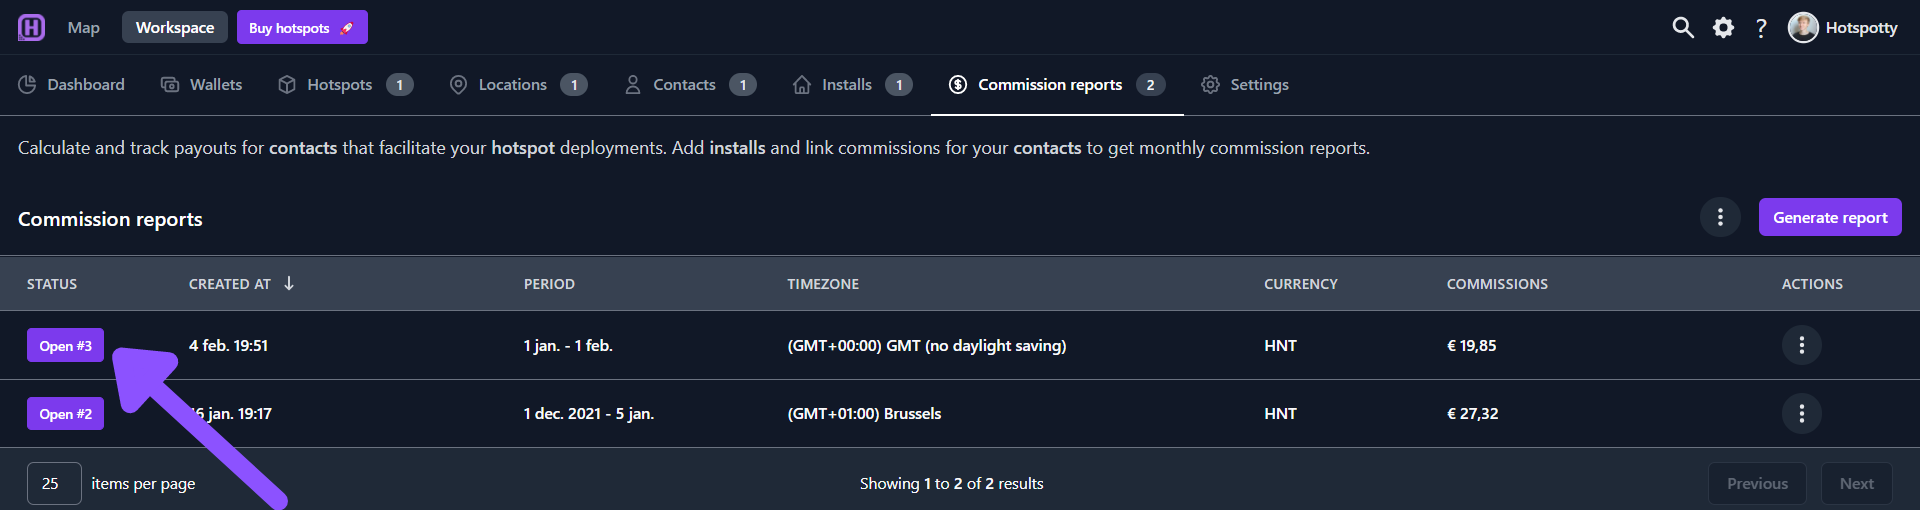 H Map Workspace Buy hotspots ? Hotspotty
Dashboard Wallets Hotspots 1 Locations 1 Contacts 1 Installs 1 Commission reports 2 Settings
Calculate and track payouts for contacts that facilitate your hotspot deployments. Add installs and link commissions for your contacts to get monthly commission reports.
Commission reports Generate report
STATUS CREATED AT ↓ PERIOD TIMEZONE CURRENCY COMMISSIONS ACTIONS
Open #3 4 feb. 19:51 1 jan. - 1 feb. (GMT+00:00) GMT (no daylight saving) HNT € 19,85
Open #2 jan. 19:17 1 dec. 2021 - 5 jan. (GMT+01:00) Brussels HNT € 27,32
25 items per page Showing 1 to 2 of 2 results Previous Next